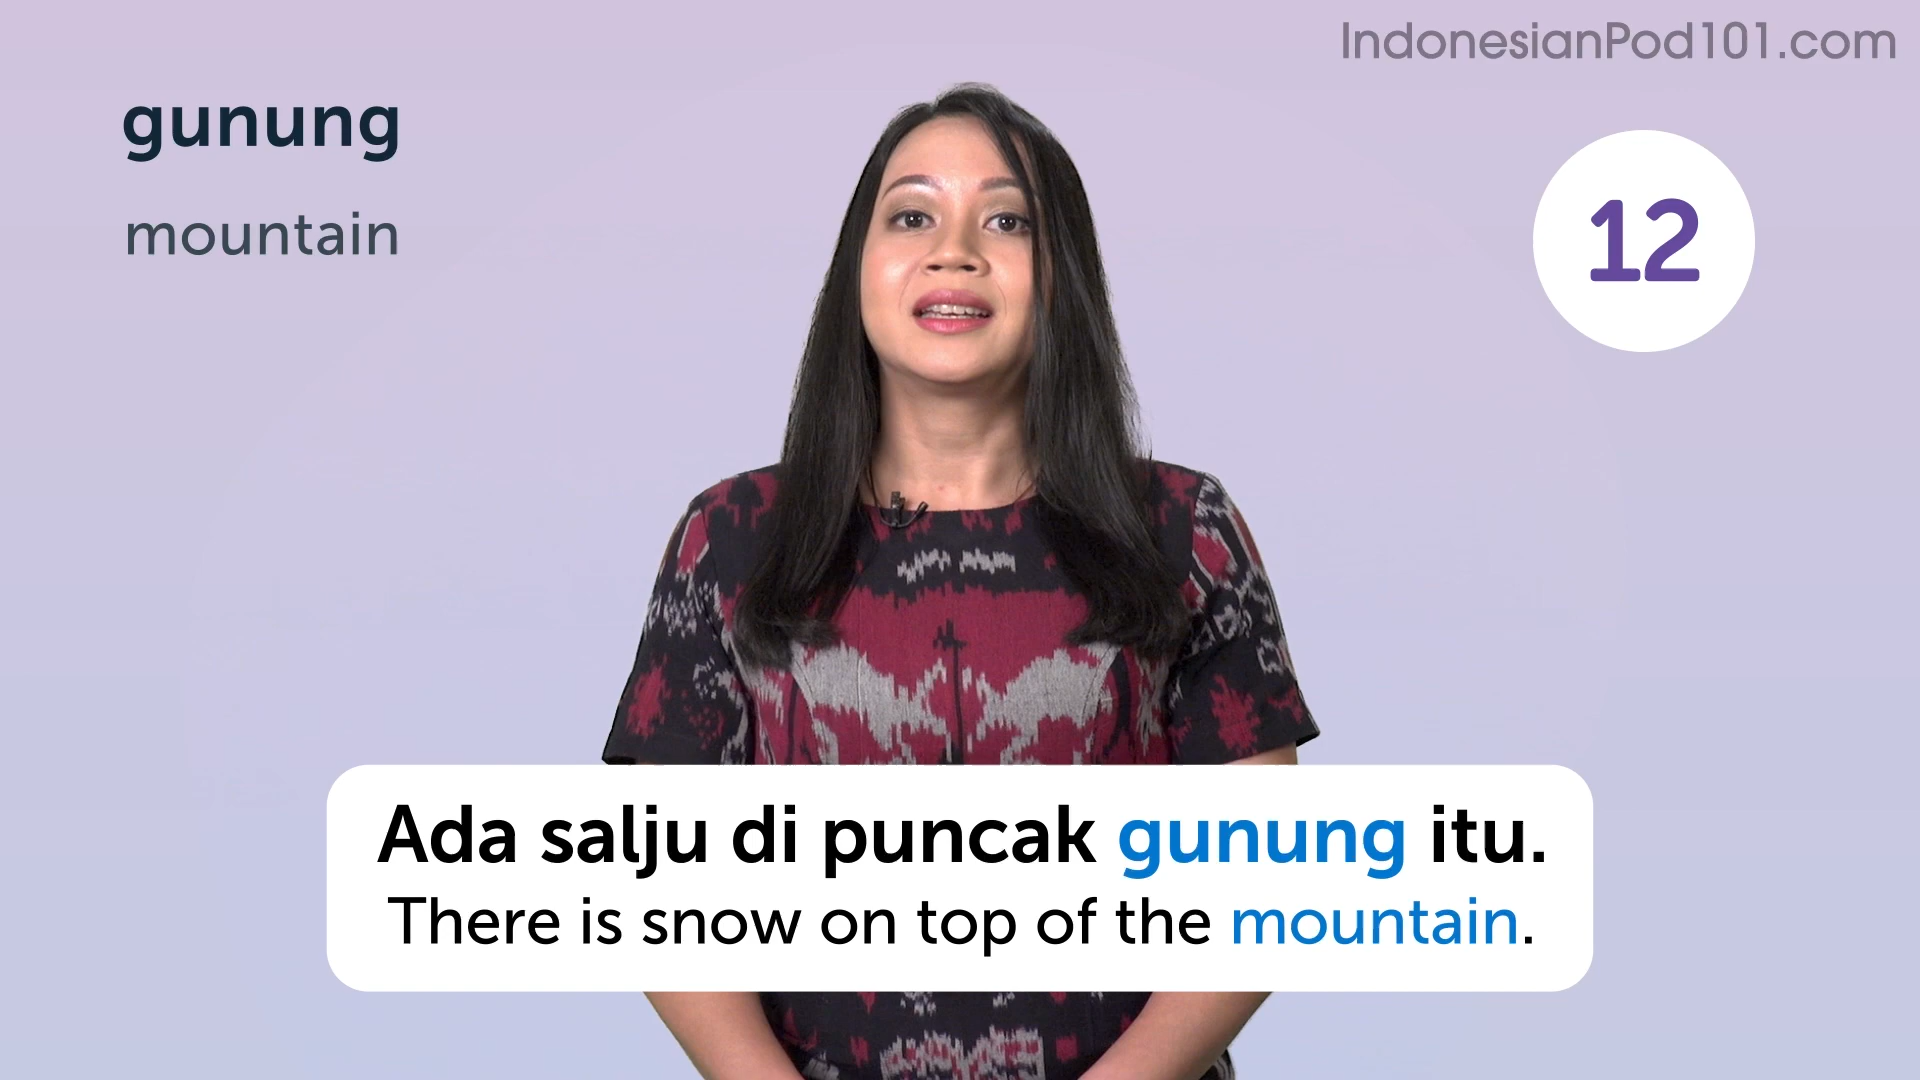 IndonesianPod101.com
gunung
mountain
12
Ada salju di puncak gunung itu.
There is snow on top of the mountain.